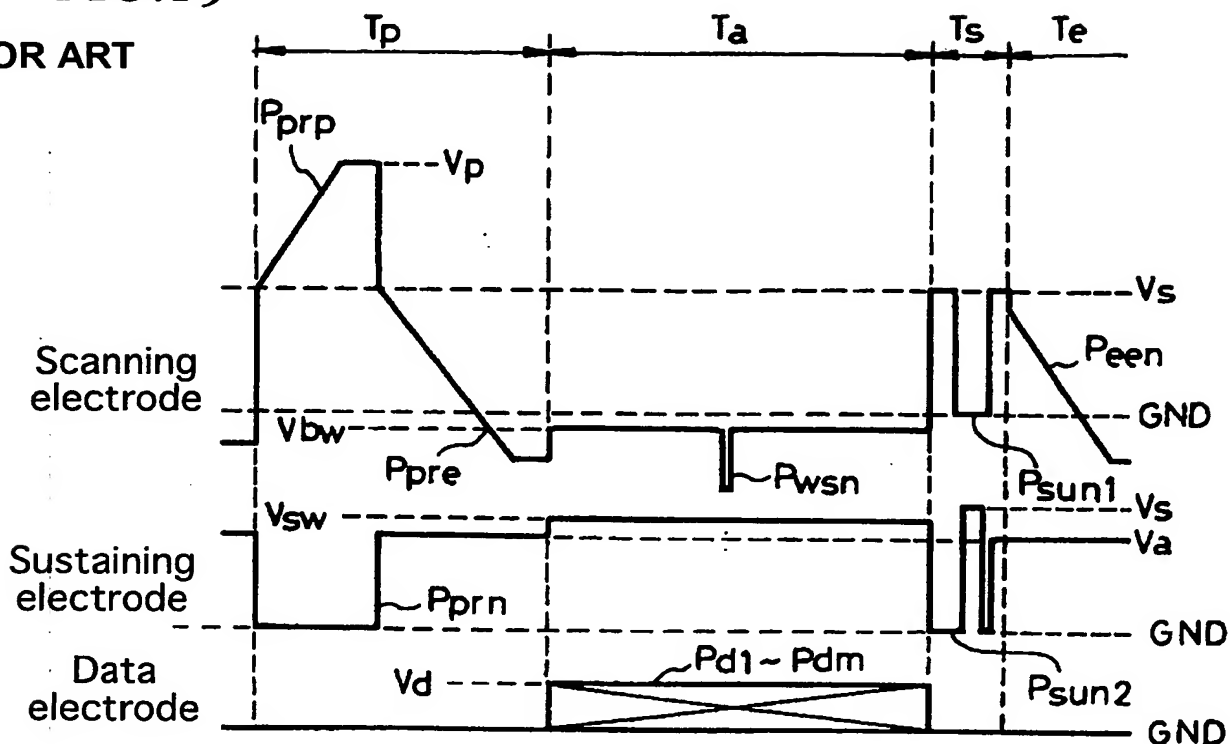 OR ART
Tp Ta Ts Te
Pprp
Vp
Vs
Scanning
electrode
Peen
GND
Vbw
Ppre
Pwsn
Psun1
Vsw
Vs
Va
Sustaining
electrode
Pprn
GND
Data
electrode
Vd
Pd1 ~ Pdm
Psun2
GND